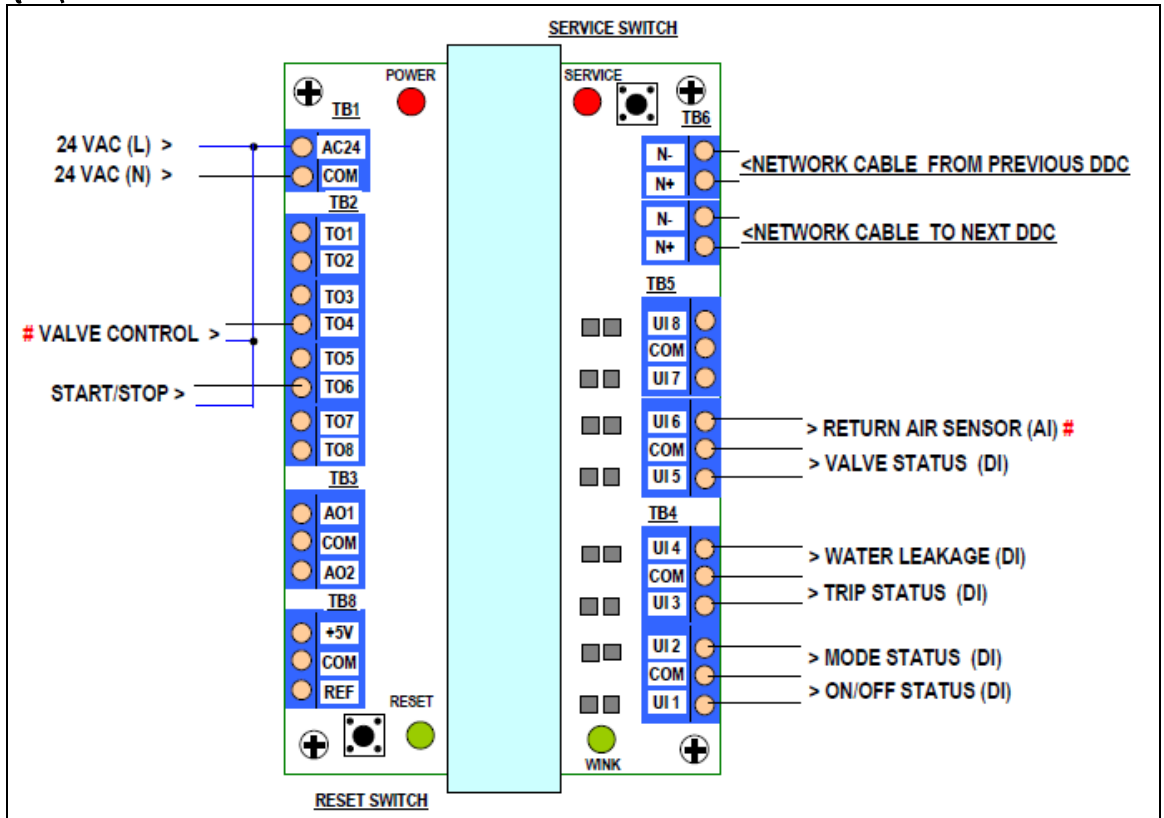 SERVICE SWITCH
POWER
SERVICE
TB1
TB6
24 VAC (L) >
AC24
24 VAC (N) >
COM
N-
N+
<NETWORK CABLE FROM PREVIOUS DDC
N-
N+
<NETWORK CABLE TO NEXT DDC
TB2
TO1
TO2
TO3
# VALVE CONTROL >
TO4
TO5
START/STOP >
TO6
TO7
TO8
TB5
UI 8
COM
UI 7
UI 6
> RETURN AIR SENSOR (AI) #
COM
> VALVE STATUS (DI)
UI 5
TB3
AO1
COM
AO2
TB4
UI 4
> WATER LEAKAGE (DI)
COM
> TRIP STATUS (DI)
UI 3
UI 2
> MODE STATUS (DI)
COM
> ON/OFF STATUS (DI)
UI 1
TB8
+5V
COM
REF
RESET
WINK
RESET SWITCH